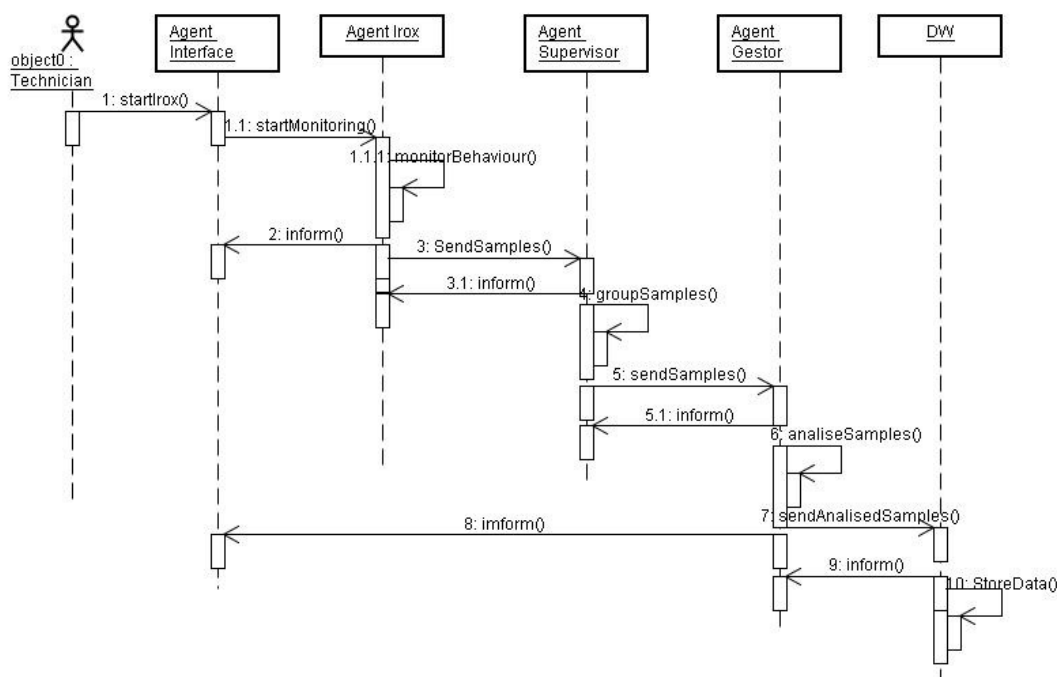 object0 :
Technician
Agent
Interface
Agent Irox
Agent
Supervisor
Agent
Gestor
DW
1: startIrox()
1.1: startMonitoring()
1.1.1: monitorBehaviour()
2: inform()
3: SendSamples()
3.1: inform()
4: groupSamples()
5: sendSamples()
5.1: inform()
6: analiseSamples()
7: sendAnalisedSamples()
8: imform()
9: inform()
10: StoreData()